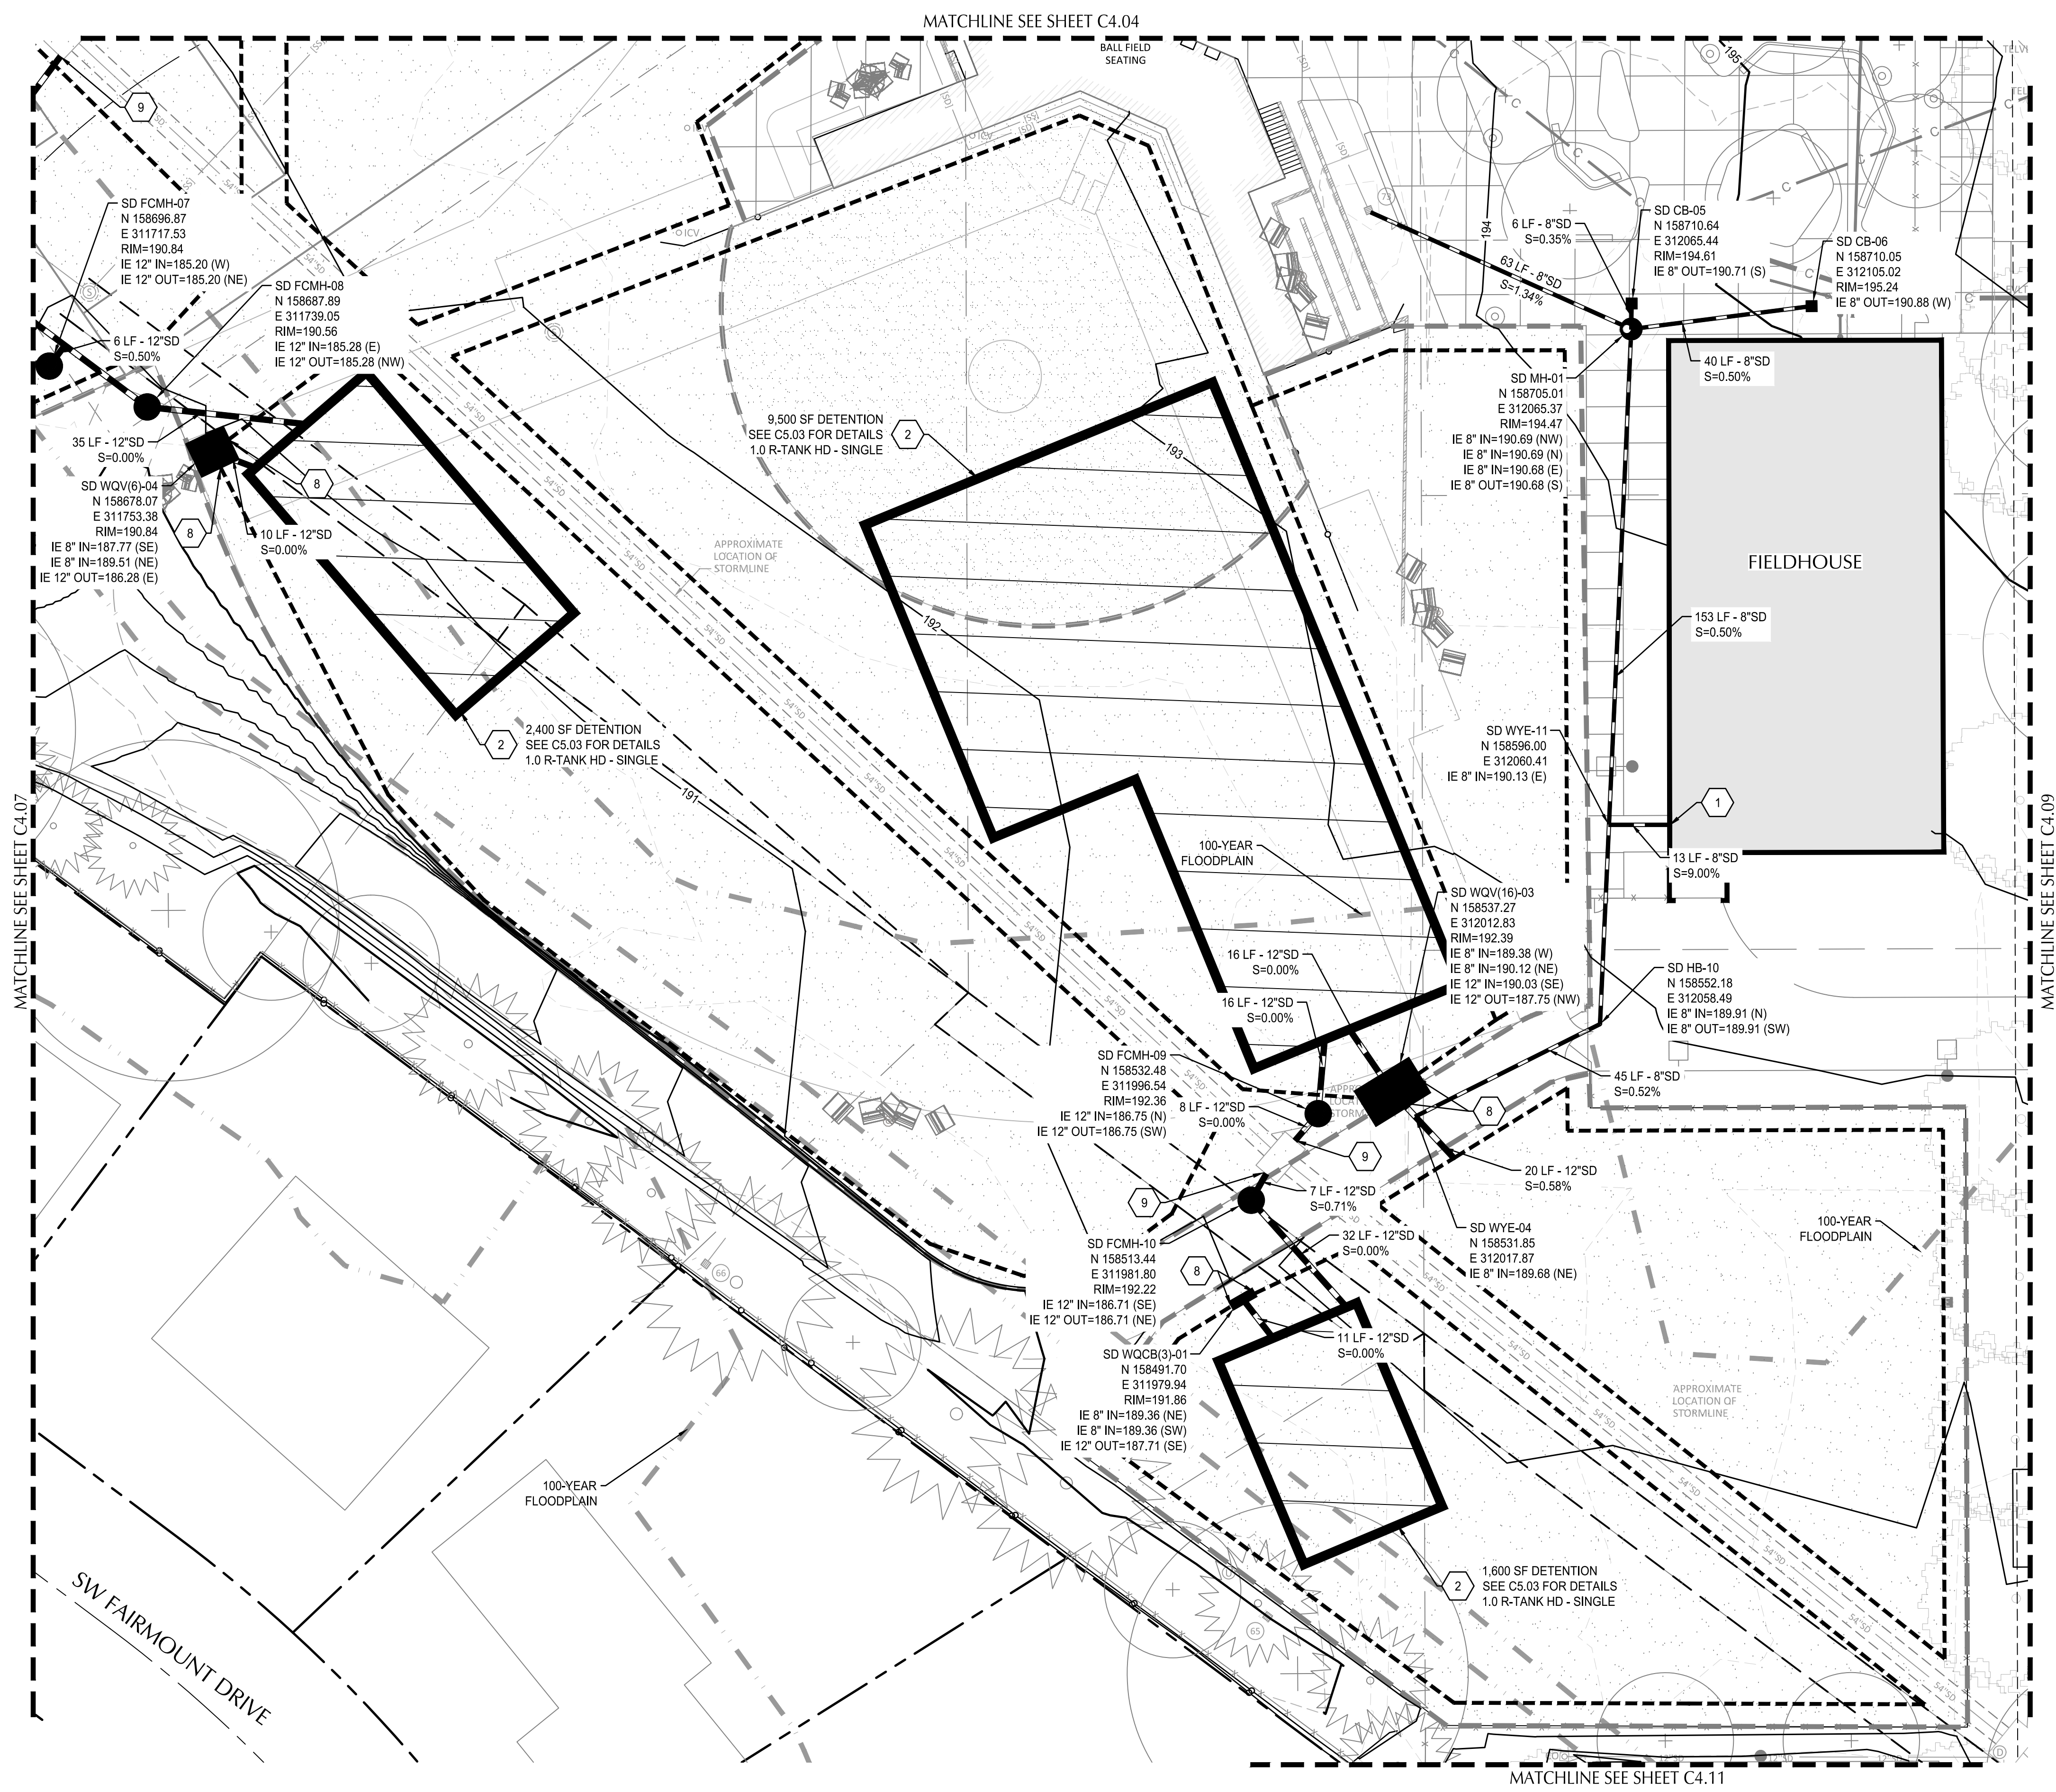 MATCHLINE SEE SHEET C4.04
BALL FIELD
SEATING
9
SD FCMH-07
N 158696.87
E 311717.53
RIM=190.84
IE 12" IN=185.20 (W)
IE 12" OUT=185.20 (NE)
SD FCMH-08
N 158687.89
E 311739.05
RIM=190.56
IE 12" IN=185.28 (E)
IE 12" OUT=185.28 (NW)
6 LF - 12"SD
S=0.50%
35 LF - 12"SD
S=0.00%
SD WQV(6)-04
N 158678.07
E 311753.38
RIM=190.84
IE 8" IN=187.77 (SE)
IE 8" IN=189.51 (NE)
IE 12" OUT=186.28 (E)
8
8
10 LF - 12"SD
S=0.00%
2
2,400 SF DETENTION
SEE C5.03 FOR DETAILS
1.0 R-TANK HD - SINGLE
9,500 SF DETENTION
SEE C5.03 FOR DETAILS
1.0 R-TANK HD - SINGLE
2
APPROXIMATE
LOCATION OF
STORMLINE
ICV
ICV
54"SD
191
192
193
194
195
73
63 LF - 8"SD
S=1.34%
6 LF - 8"SD
S=0.35%
SD CB-05
N 158710.64
E 312065.44
RIM=194.61
IE 8" OUT=190.71 (S)
SD CB-06
N 158710.05
E 312105.02
RIM=195.24
IE 8" OUT=190.88 (W)
40 LF - 8"SD
S=0.50%
SD MH-01
N 158705.01
E 312065.37
RIM=194.47
IE 8" IN=190.69 (NW)
IE 8" IN=190.69 (N)
IE 8" IN=190.68 (E)
IE 8" OUT=190.68 (S)
FIELDHOUSE
153 LF - 8"SD
S=0.50%
SD WYE-11
N 158596.00
E 312060.41
IE 8" IN=190.13 (E)
1
13 LF - 8"SD
S=9.00%
100-YEAR
FLOODPLAIN
SD WQV(16)-03
N 158537.27
E 312012.83
RIM=192.39
IE 8" IN=189.38 (W)
IE 8" IN=190.12 (NE)
IE 12" IN=190.03 (SE)
IE 12" OUT=187.75 (NW)
16 LF - 12"SD
S=0.00%
16 LF - 12"SD
S=0.00%
SD HB-10
N 158552.18
E 312058.49
IE 8" IN=189.91 (N)
IE 8" OUT=189.91 (SW)
45 LF - 8"SD
S=0.52%
SD FCMH-09
N 158532.48
E 311996.54
RIM=192.36
IE 12" IN=186.75 (N)
IE 12" OUT=186.75 (SW)
8 LF - 12"SD
S=0.00%
8
9
9
20 LF - 12"SD
S=0.58%
7 LF - 12"SD
S=0.71%
SD WYE-04
N 158531.85
E 312017.87
IE 8" IN=189.68 (NE)
32 LF - 12"SD
S=0.00%
SD FCMH-10
N 158513.44
E 311981.80
RIM=192.22
IE 12" IN=186.71 (SE)
IE 12" OUT=186.71 (NE)
8
11 LF - 12"SD
S=0.00%
SD WQCB(3)-01
N 158491.70
E 311979.94
RIM=191.86
IE 8" IN=189.36 (NE)
IE 8" IN=189.36 (SW)
IE 12" OUT=187.71 (SE)
100-YEAR
FLOODPLAIN
APPROXIMATE
LOCATION OF
STORMLINE
2
1,600 SF DETENTION
SEE C5.03 FOR DETAILS
1.0 R-TANK HD - SINGLE
100-YEAR
FLOODPLAIN
66
65
SW FAIRMOUNT DRIVE
MATCHLINE SEE SHEET C4.07
MATCHLINE SEE SHEET C4.09
MATCHLINE SEE SHEET C4.11